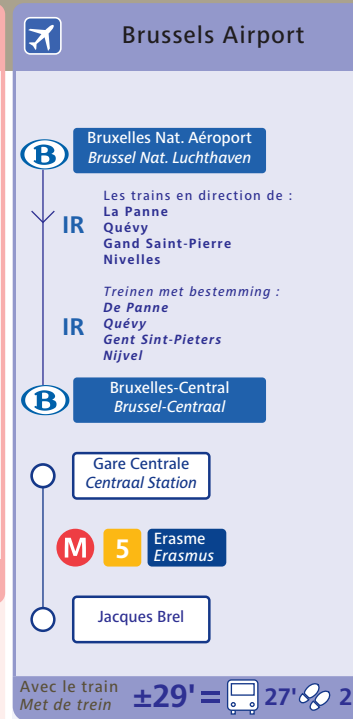 Brussels Airport
B
Bruxelles Nat. Aéroport
Brussel Nat. Luchthaven
IR
Les trains en direction de :
La Panne
Quévy
Gand Saint-Pierre
Nivelles
IR
Treinen met bestemming :
De Panne
Quévy
Gent Sint-Pieters
Nijvel
B
Bruxelles-Central
Brussel-Centraal
Gare Centrale
Centraal Station
M 5 Erasme
Erasmus
Jacques Brel
Avec le train
Met de trein
±29' = 27' 2